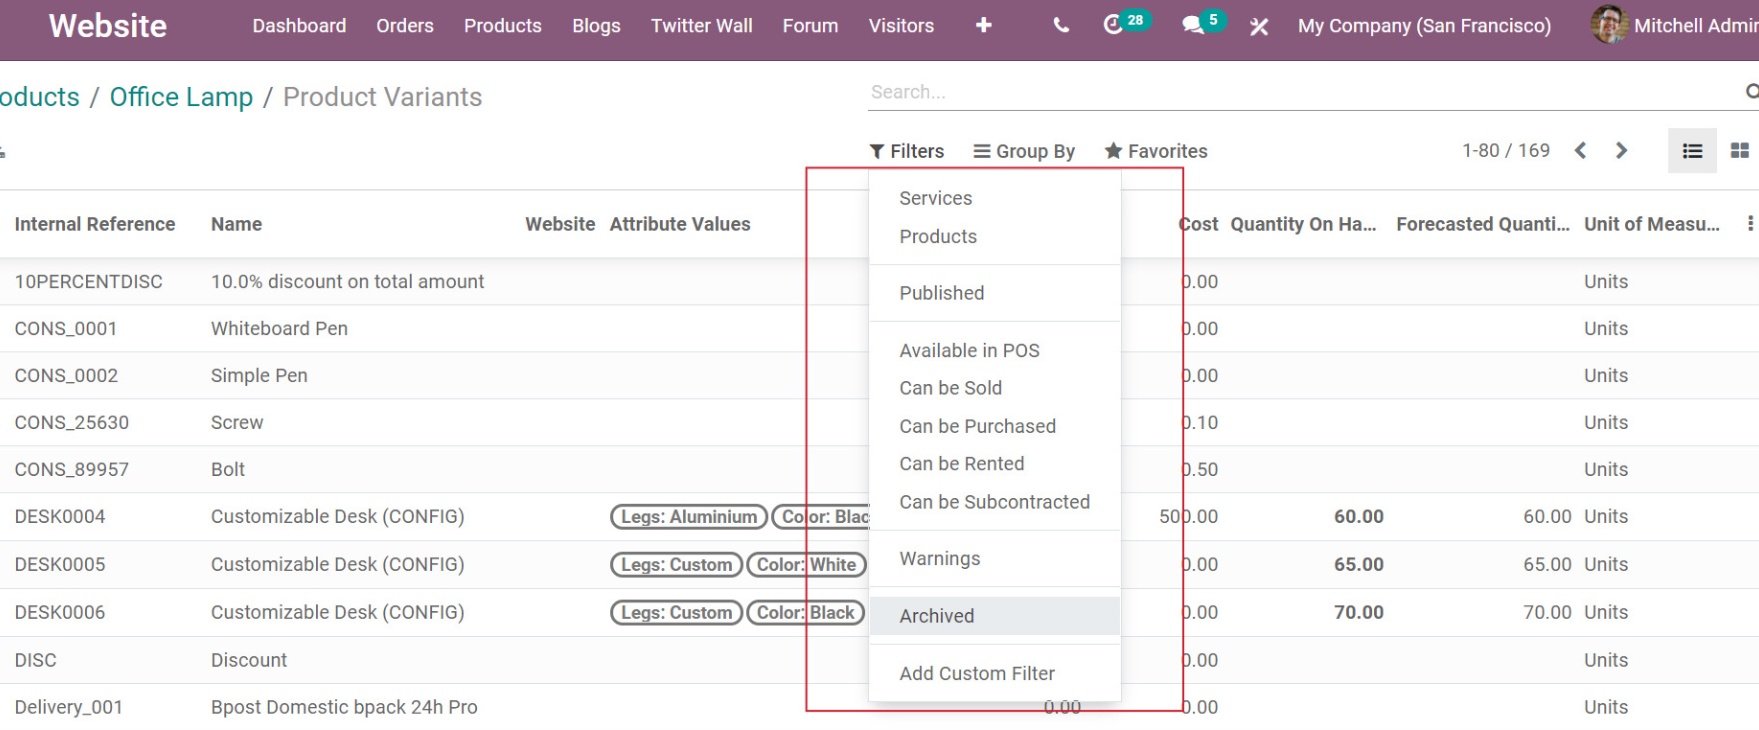 Website Dashboard Orders Products Blogs Twitter Wall Forum Visitors + 28 5 My Company (San Francisco) Mitchell Admin
oducts / Office Lamp / Product Variants Search...
Filters Group By Favorites 1-80 / 169
Services
Products
Published
Available in POS
Can be Sold
Can be Purchased
Can be Rented
Can be Subcontracted
Warnings
Archived
Add Custom Filter
Internal Reference Name Website Attribute Values Cost Quantity On Ha... Forecasted Quanti... Unit of Measu...
10PERCENTDISC 10.0% discount on total amount 0.00 Units
CONS_0001 Whiteboard Pen 0.00 Units
CONS_0002 Simple Pen 0.00 Units
CONS_25630 Screw 0.10 Units
CONS_89957 Bolt 0.50 Units
DESK0004 Customizable Desk (CONFIG) Legs: Aluminium Color: Blac 500.00 60.00 60.00 Units
DESK0005 Customizable Desk (CONFIG) Legs: Custom Color: White 0.00 65.00 65.00 Units
DESK0006 Customizable Desk (CONFIG) Legs: Custom Color: Black 0.00 70.00 70.00 Units
DISC Discount 0.00 Units
Delivery_001 Bpost Domestic bpack 24h Pro 0.00 0.00 Units